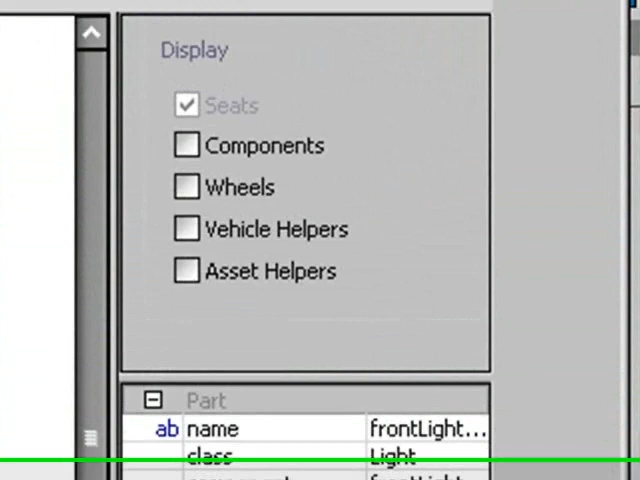 Display
Seats
Components
Wheels
Vehicle Helpers
Asset Helpers
Part
ab name frontLight...
class Light